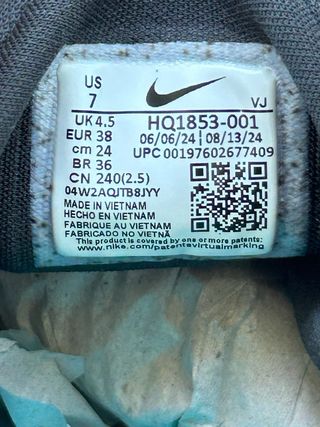 US
7
VJ
UK 4.5
EUR 38
cm 24
BR 36
CN 240(2.5)
HQ1853-001
06/06/24 | 08/13/24
UPC 00197602677409
04W2AQJTB8JYY
MADE IN VIETNAM
HECHO EN VIETNAM
FABRIQUE AU VIETNAM
FABRICADO NO VIETNÃ
This product is covered by one or more patents.
www.nike.com/patentsvirtualmarking